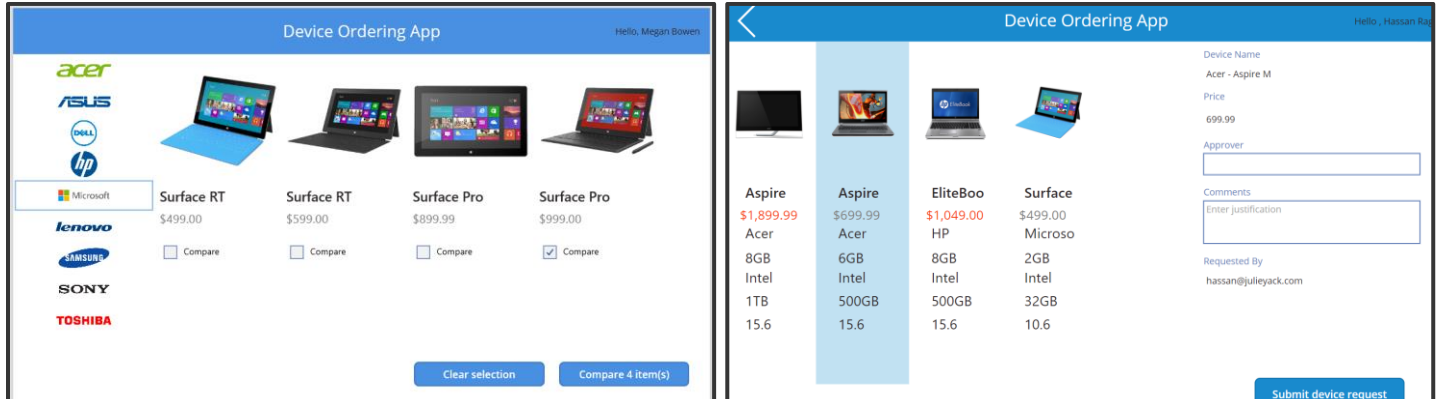 Device Ordering App
Hello, Megan Bowen
acer
ASUS
DELL
hp
Microsoft
lenovo
SAMSUNG
SONY
TOSHIBA
Surface RT Surface RT Surface Pro Surface Pro
$499.00 $599.00 $899.99 $999.00
Compare Compare Compare Compare
Clear selection Compare 4 item(s)
Device Ordering App
Hello , Hassan
Aspire Aspire EliteBoo Surface
$1,899.99 $699.99 $1,049.00 $499.00
Acer Acer HP Microso
8GB 6GB 8GB 2GB
Intel Intel Intel Intel
1TB 500GB 500GB 32GB
15.6 15.6 15.6 10.6
Device Name
Acer - Aspire M
Price
699.99
Approver
Comments
Enter justification
Requested By
hassan@julieyack.com
Submit device request